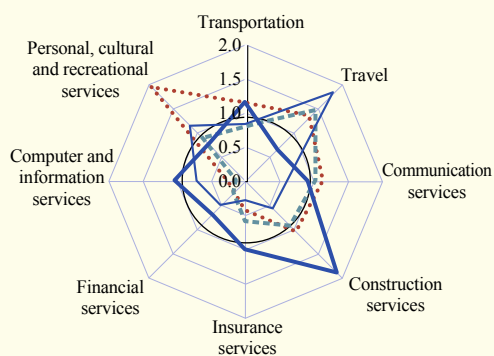 Transportation
2.0
Personal, cultural
and recreational
services
1.5
Travel
1.0
0.5
Computer and
information
services
0.0
Communication
services
Financial
services
Construction
services
Insurance
services